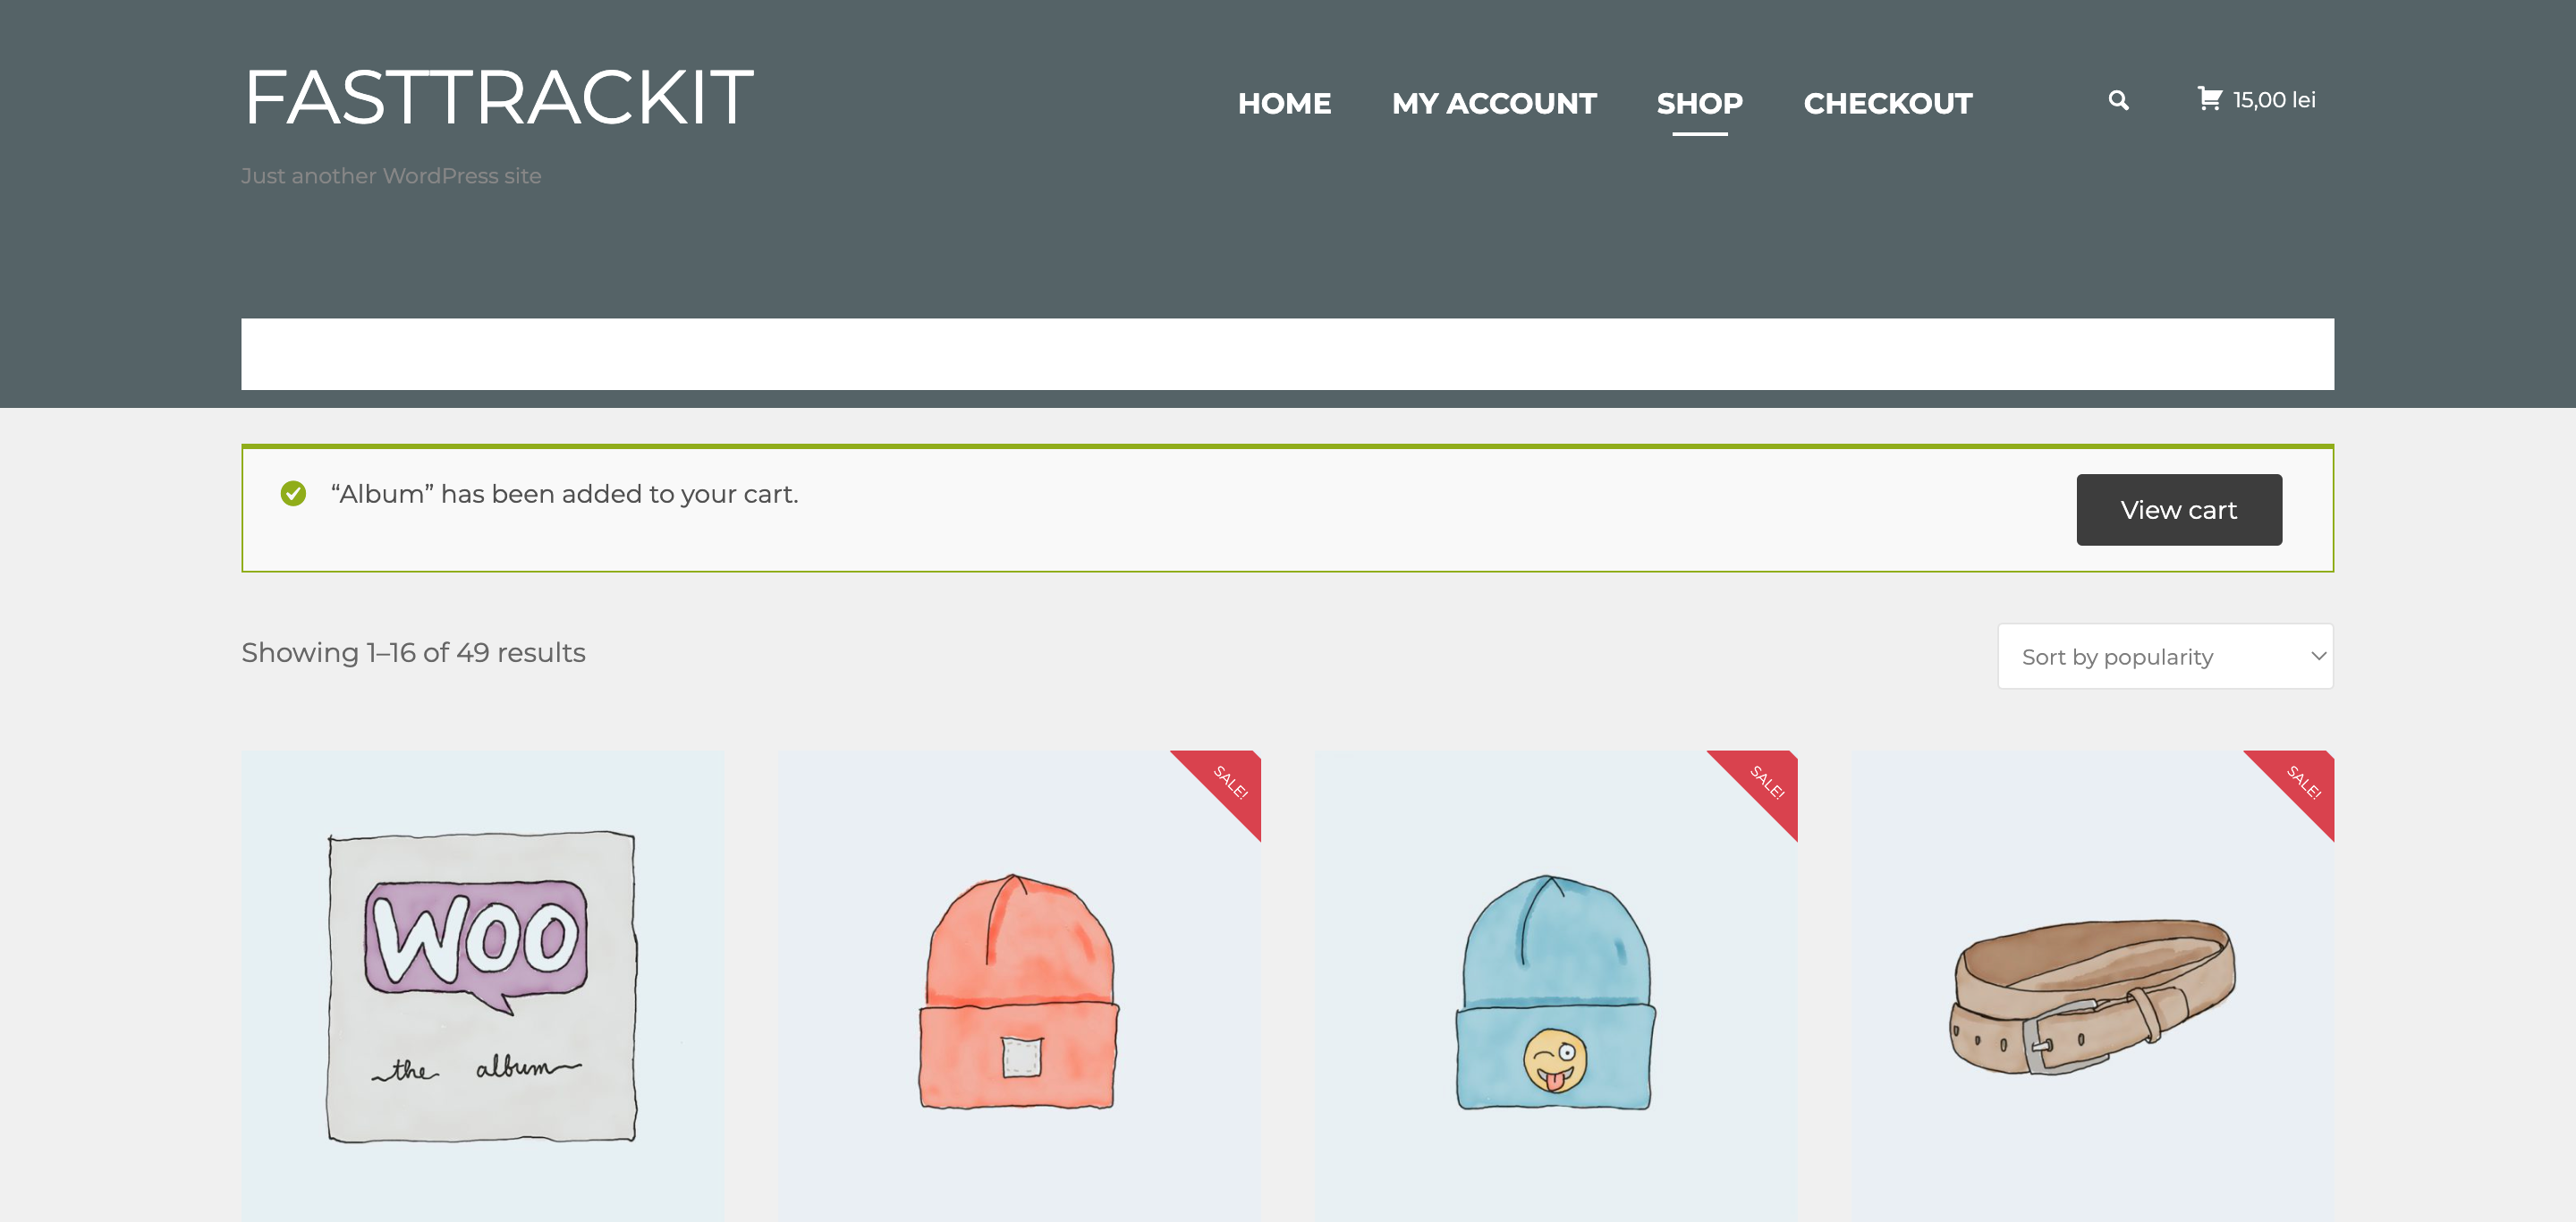 FASTTRACKIT
HOME MY ACCOUNT SHOP CHECKOUT 15,00 lei
Just another WordPress site
“Album” has been added to your cart.
View cart
Showing 1–16 of 49 results
Sort by popularity
SALE!
SALE!
SALE!
WOO
the album